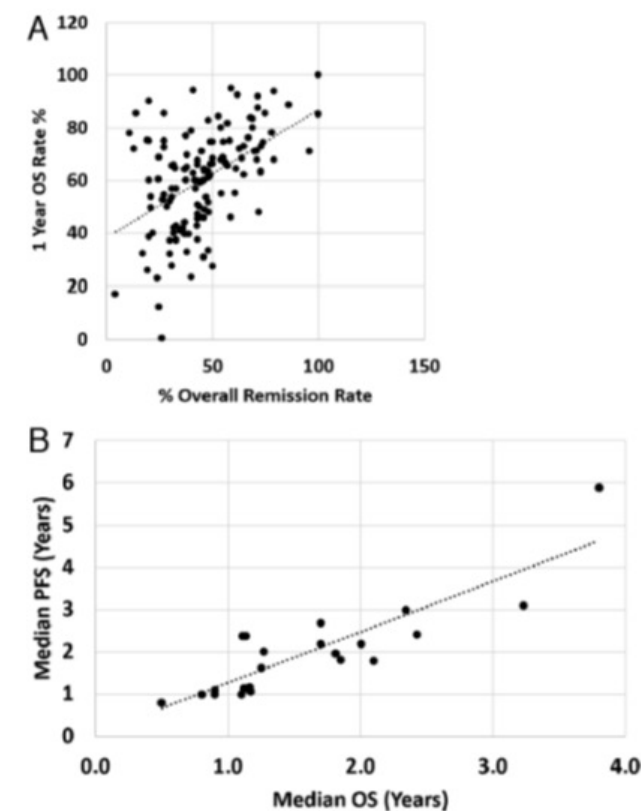 A
120
100
80
60
40
20
0
1 Year OS Rate %
0 50 100 150
% Overall Remission Rate
B
7
6
5
4
3
2
1
0
Median PFS (Years)
0.0 1.0 2.0 3.0 4.0
Median OS (Years)